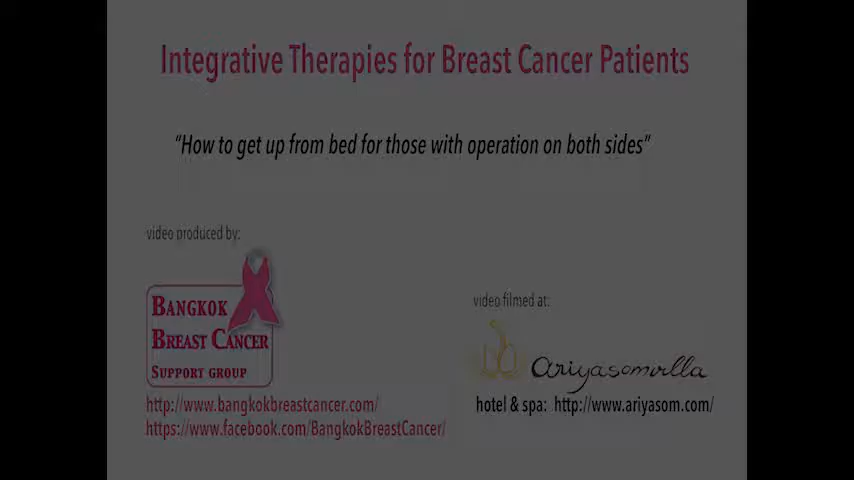 Integrative Therapies for Breast Cancer Patients
“How to get up from bed for those with operation on both sides”
video produced by:
BANGKOK
BREAST CANCER
SUPPORT GROUP
http://www.bangkokbreastcancer.com/
https://www.facebook.com/BangkokBreastCancer/
video filmed at:
ariyasomvilla
hotel & spa: http://www.ariyasom.com/